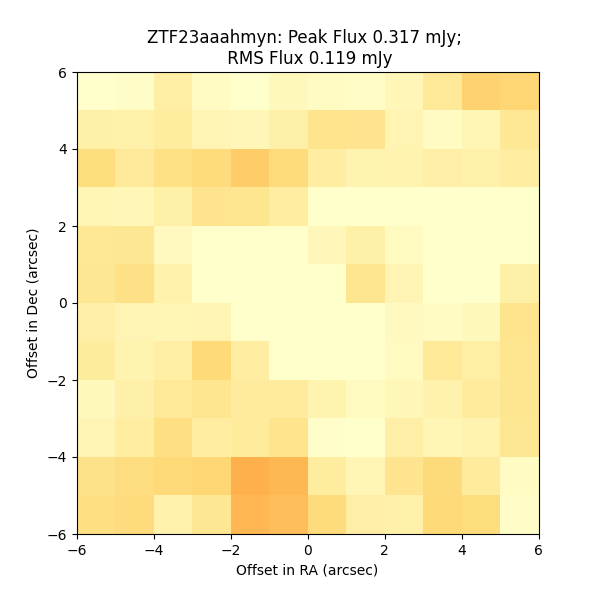 ZTF23aaahmyn: Peak Flux 0.317 mJy;
RMS Flux 0.119 mJy
6
4
2
0
−2
−4
−6
Offset in Dec (arcsec)
−6 −4 −2 0 2 4 6
Offset in RA (arcsec)